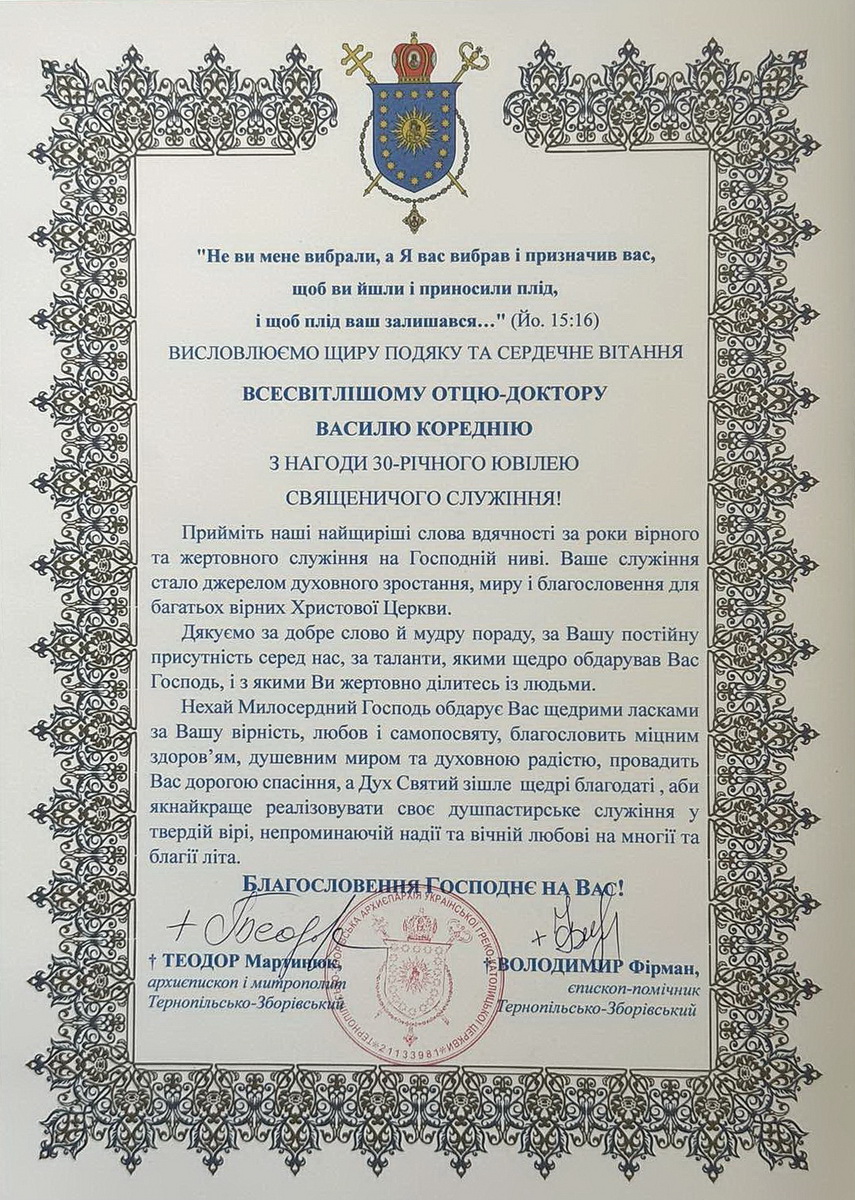 "Не ви мене вибрали, а Я вас вибрав і призначив вас,
щоб ви йшли і приносили плід,
і щоб плід ваш залишався…" (Йо. 15:16)
ВИСЛОВЛЮЄМО ЩИРУ ПОДЯКУ ТА СЕРДЕЧНЕ ВІТАННЯ
ВСЕСВІТЛІШОМУ ОТЦЮ-ДОКТОРУ
ВАСИЛЮ КОРЕДНІЮ
З НАГОДИ 30-РІЧНОГО ЮВІЛЕЮ
СВЯЩЕНИЧОГО СЛУЖІННЯ!
Прийміть наші найщиріші слова вдячності за роки вірного
та жертовного служіння на Господній ниві. Ваше служіння
стало джерелом духовного зростання, миру і благословення для
багатьох вірних Христової Церкви.
Дякуємо за добре слово й мудру пораду, за Вашу постійну
присутність серед нас, за таланти, якими щедро обдарував Вас
Господь, і з якими Ви жертовно ділитесь із людьми.
Нехай Милосердний Господь обдарує Вас щедрими ласками
за Вашу вірність, любов і самопосвяту, благословить міцним
здоров’ям, душевним миром та духовною радістю, провадить
Вас дорогою спасіння, а Дух Святий зішле щедрі благодаті , аби
якнайкраще реалізовувати своє душпастирське служіння у
твердій вірі, непроминаючій надії та вічній любові на многії та
благії літа.
БЛАГОСЛОВЕННЯ ГОСПОДНЄ НА ВАС!
† ТЕОДОР Мартинюк,
архиєпископ і митрополит
Тернопільсько-Зборівський
† ВОЛОДИМИР Фірман,
єпископ-помічник
Тернопільсько-Зборівський
АРХИЄПАРХІЯ УКРАЇНСЬКОЇ ГРЕКО-КАТОЛИЦЬКОЇ ЦЕРКВИ
*21133981*